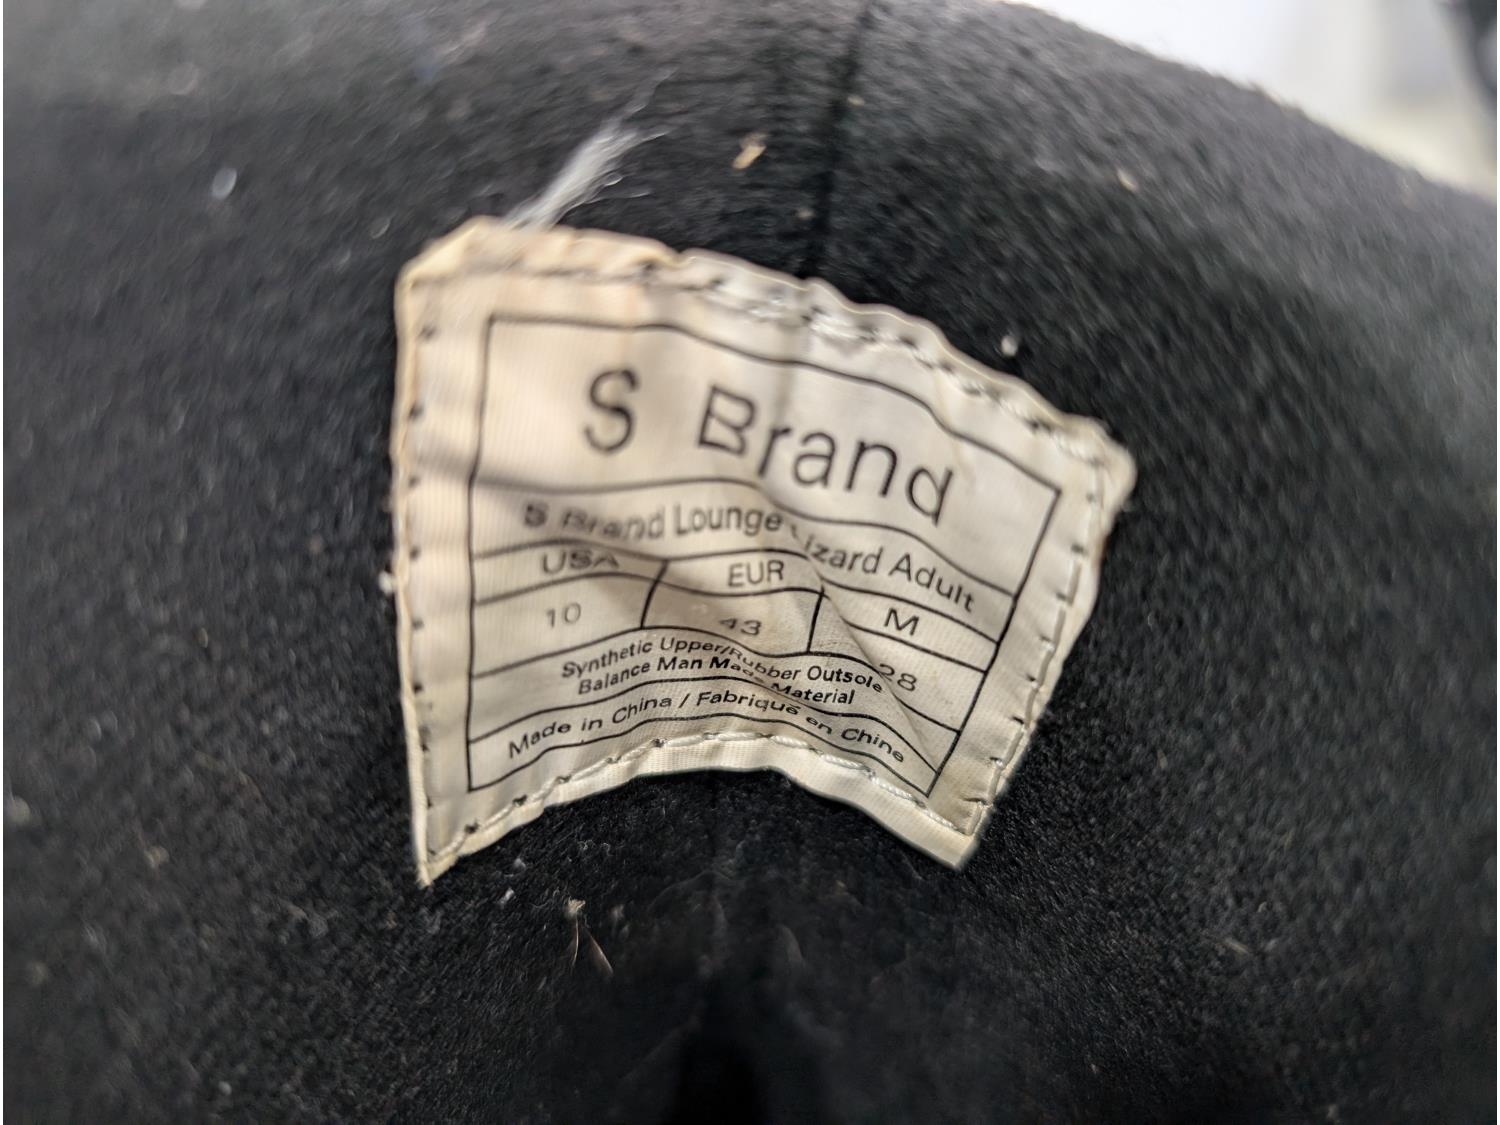 S Brand
S Brand Lounge Lizard Adult
USA EUR M
10 43 28
Synthetic Upper/Rubber Outsole
Balance Man Made Material
Made in China / Fabriqué en Chine